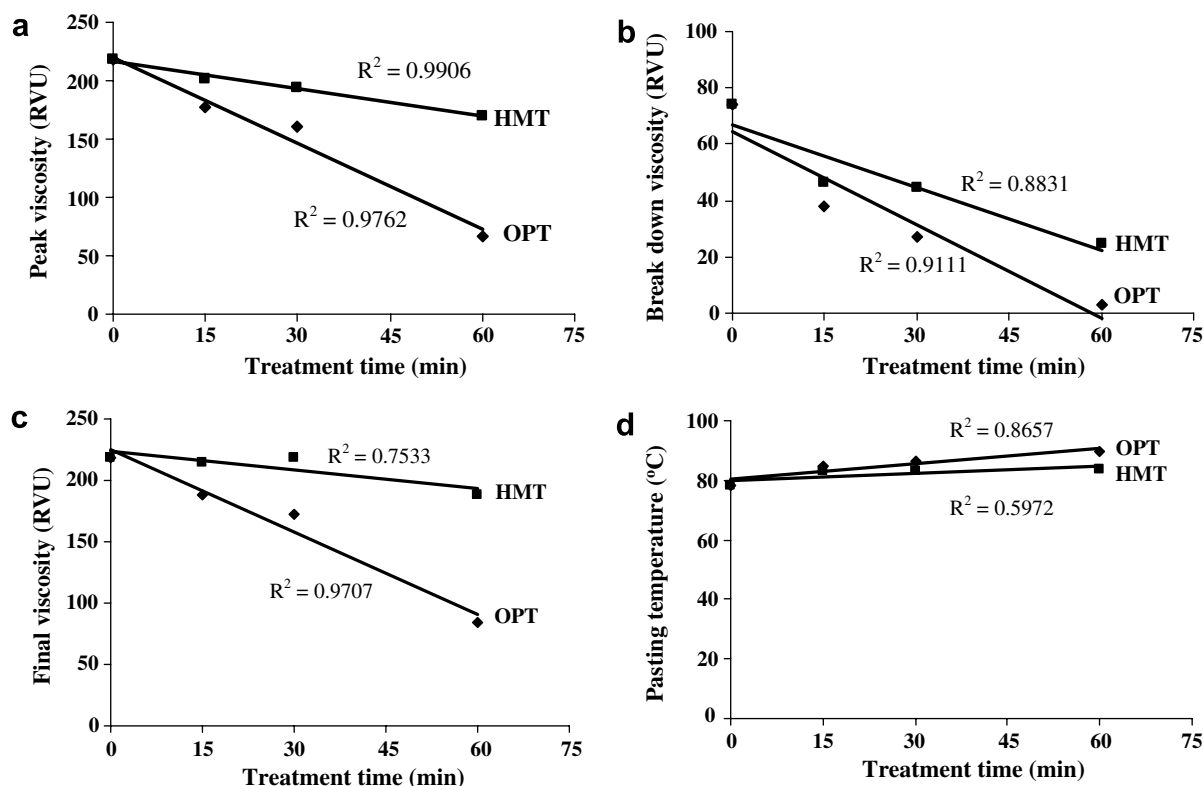 a
Peak viscosity (RVU)
250
200
150
100
50
0
R² = 0.9906
HMT
R² = 0.9762
OPT
0 15 30 45 60 75
Treatment time (min)
b
Break down viscosity (RVU)
100
80
60
40
20
0
R² = 0.8831
HMT
R² = 0.9111
OPT
0 15 30 45 60 75
Treatment time (min)
c
Final viscosity (RVU)
250
200
150
100
50
0
R² = 0.7533
HMT
R² = 0.9707
OPT
0 15 30 45 60 75
Treatment time (min)
d
Pasting temperature (°C)
100
80
60
40
20
0
R² = 0.8657
OPT
HMT
R² = 0.5972
0 15 30 45 60 75
Treatment time (min)